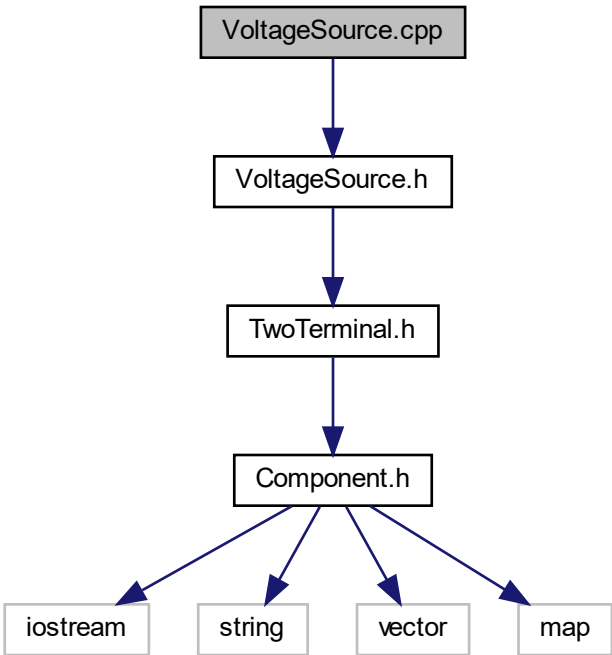 VoltageSource.cpp
VoltageSource.h
TwoTerminal.h
Component.h
iostream
string
vector
map